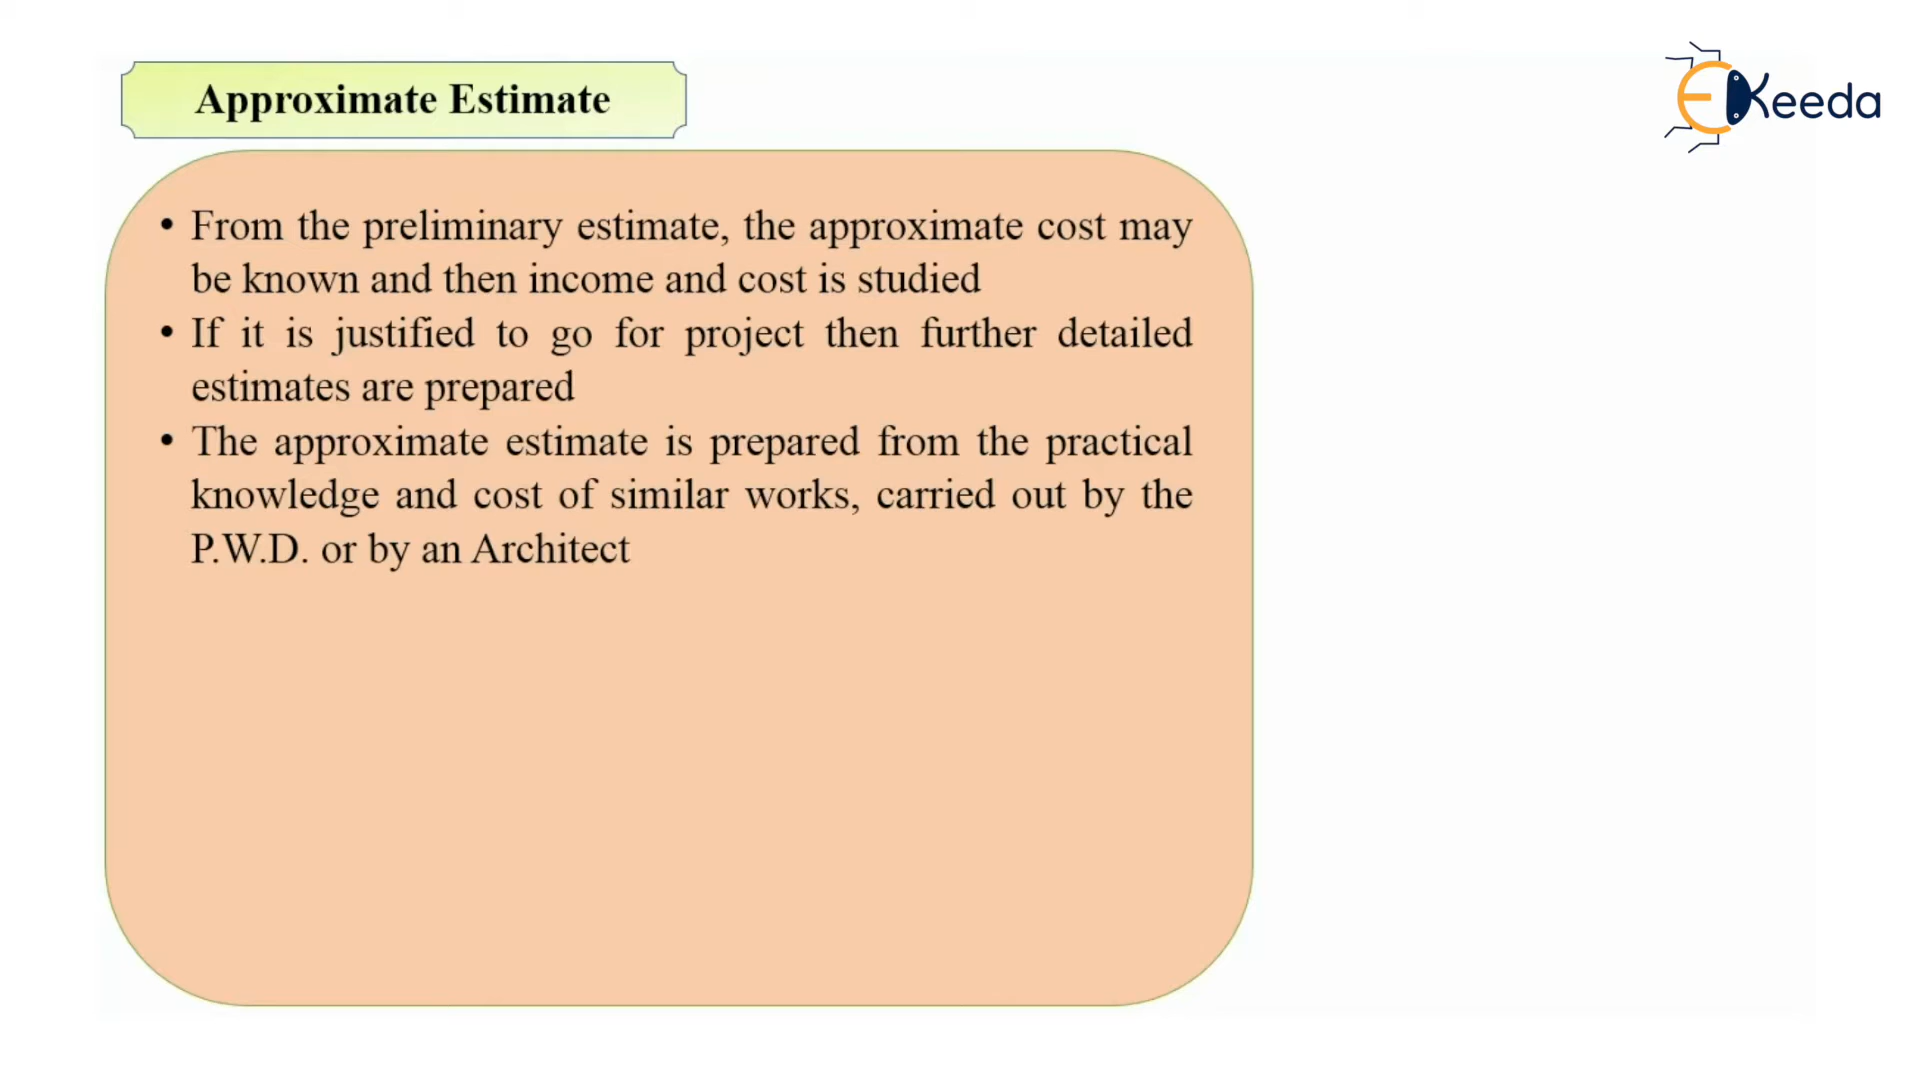 Approximate Estimate
EKeeda
• From the preliminary estimate, the approximate cost may
be known and then income and cost is studied
• If it is justified to go for project then further detailed
estimates are prepared
• The approximate estimate is prepared from the practical
knowledge and cost of similar works, carried out by the
P.W.D. or by an Architect